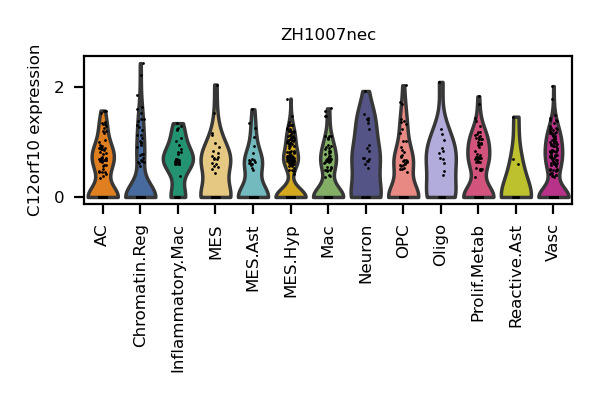 ZH1007nec
C12orf10 expression
2
0
AC
Chromatin.Reg
Inflammatory.Mac
MES
MES.Ast
MES.Hyp
Mac
Neuron
OPC
Oligo
Prolif.Metab
Reactive.Ast
Vasc